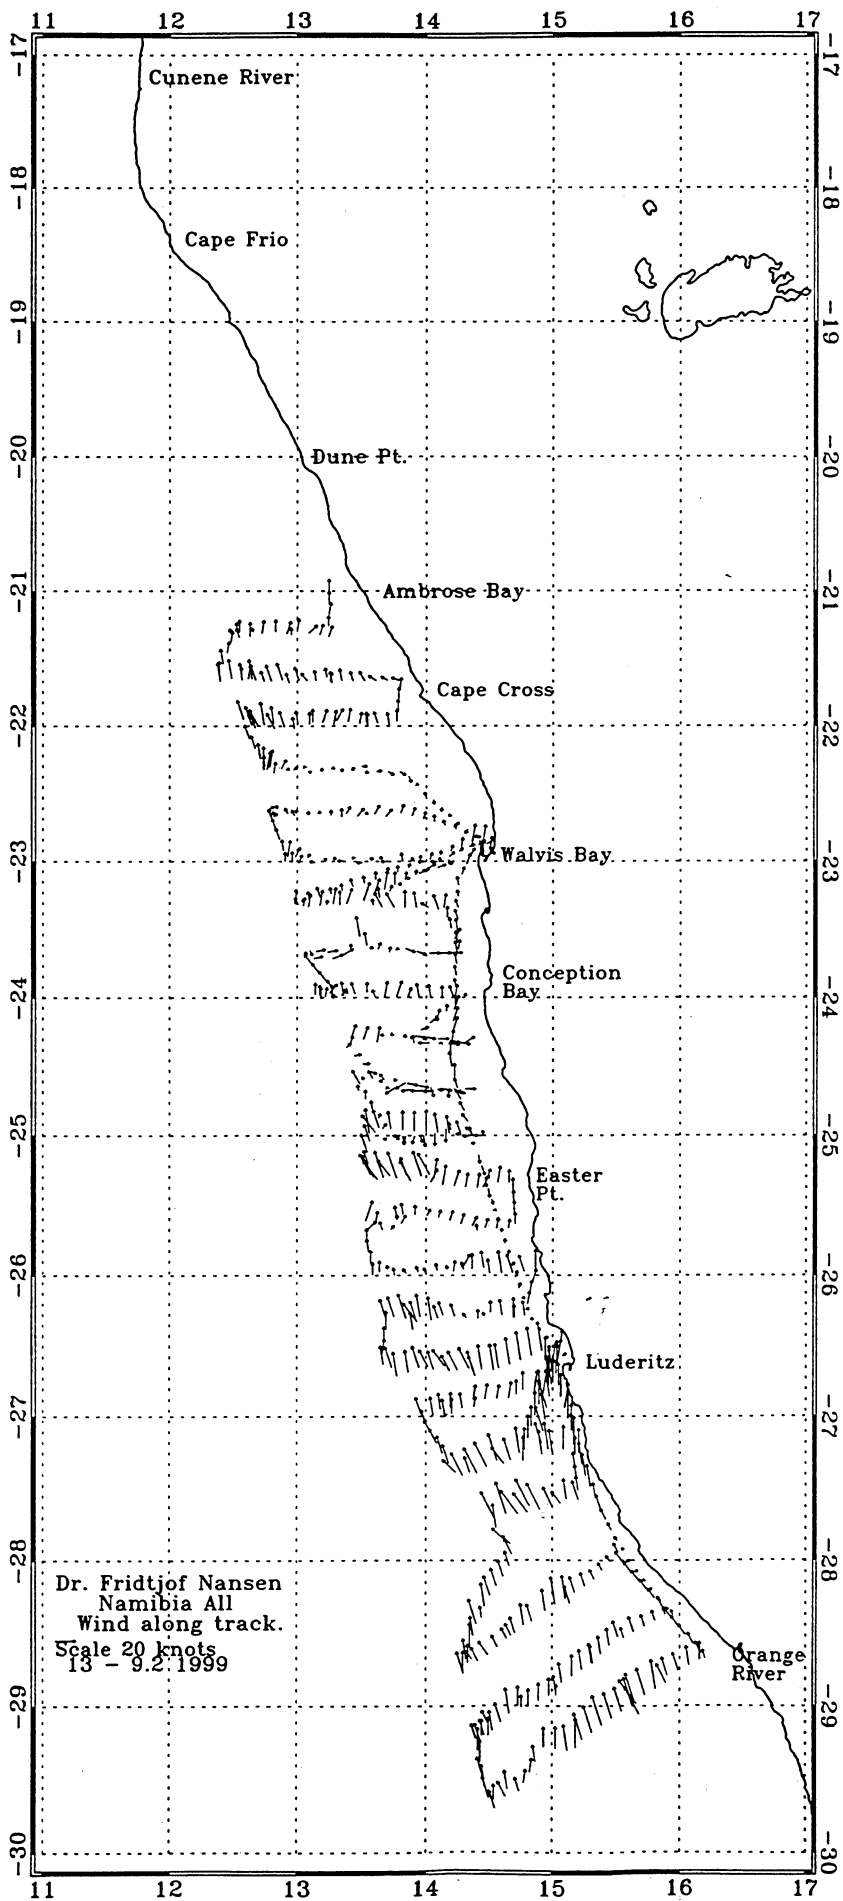 11 12 13 14 15 16 17
-17 -17
Cunene River
-18 -18
Cape Frio
-19 -19
-20 -20
Dune Pt.
-21 -21
Ambrose Bay
Cape Cross
-22 -22
Walvis Bay
-23 -23
Conception
Bay
-24 -24
-25 -25
Easter
Pt.
-26 -26
Luderitz
-27 -27
-28 -28
Dr. Fridtjof Nansen
Namibia All
Wind along track.
Scale 20 knots
13 - 9.2.1999
Orange
River
-29 -29
-30 -30
11 12 13 14 15 16 17